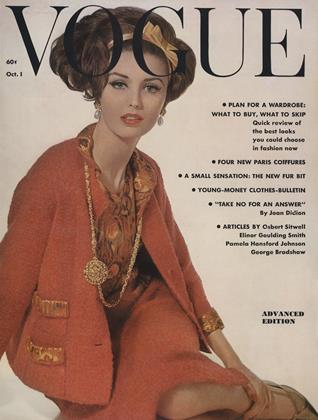 VOGUE
60¢
Oct. 1
● PLAN FOR A WARDROBE:
WHAT TO BUY, WHAT TO SKIP
Quick review of
the best looks
you could choose
in fashion now
● FOUR NEW PARIS COIFFURES
● A SMALL SENSATION: THE NEW FUR BIT
● YOUNG-MONEY CLOTHES-BULLETIN
● "TAKE NO FOR AN ANSWER"
By Joan Didion
● ARTICLES BY Osbert Sitwell
Elinor Goulding Smith
Pamela Hansford Johnson
George Bradshaw
ADVANCED
EDITION